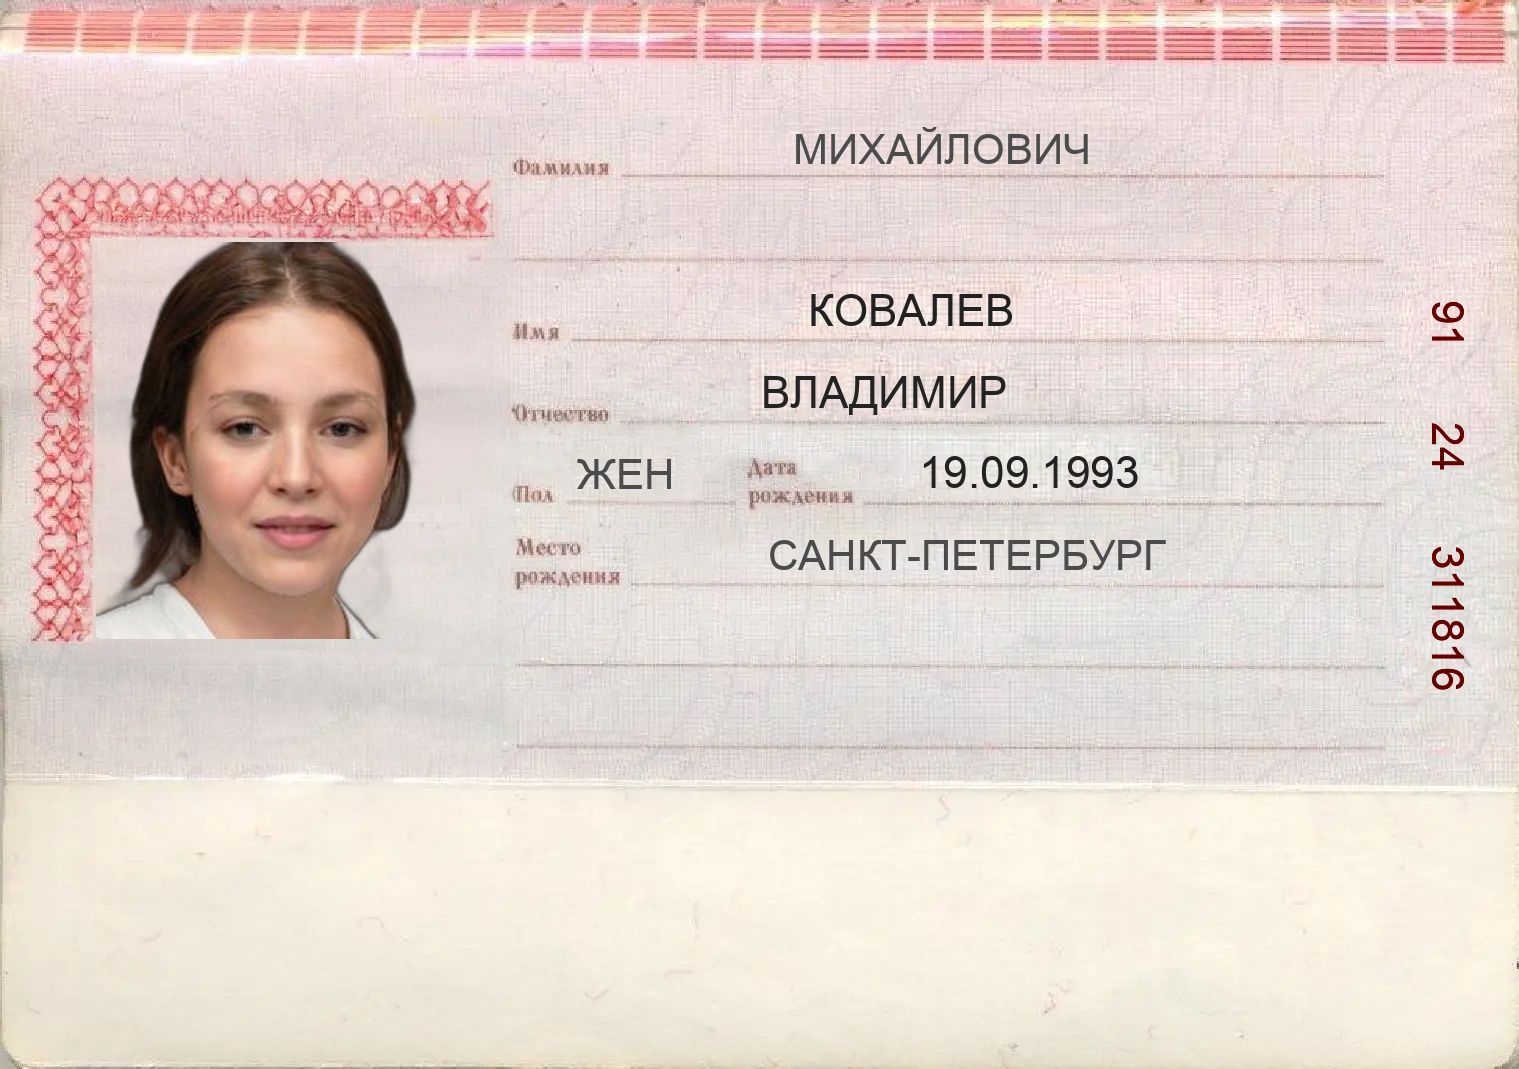 Фамилия МИХАЙЛОВИЧ
Имя КОВАЛЕВ
Отчество ВЛАДИМИР
Пол ЖЕН Дата рождения 19.09.1993
Место рождения САНКТ-ПЕТЕРБУРГ
91 24 311816